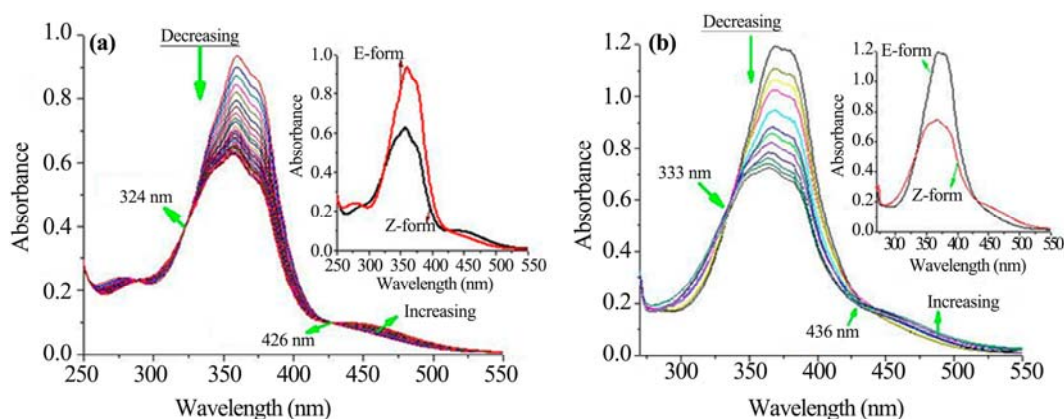 (a)
Decreasing
324 nm
426 nm
Increasing
Absorbance
1.0
0.8
0.6
0.4
0.2
0.0
250 300 350 400 450 500 550
Wavelength (nm)
E-form
Z-form
Absorbance
1.0
0.8
0.6
0.4
0.2
0.0
250 300 350 400 450 500 550
Wavelength (nm)
(b)
Decreasing
333 nm
436 nm
Increasing
Absorbance
1.2
1.0
0.8
0.6
0.4
0.2
0.0
300 350 400 450 500 550
Wavelength (nm)
E-form
Z-form
Absorbance
1.2
1.0
0.8
0.6
0.4
0.2
0.0
300 350 400 450 500 550
Wavelength (nm)